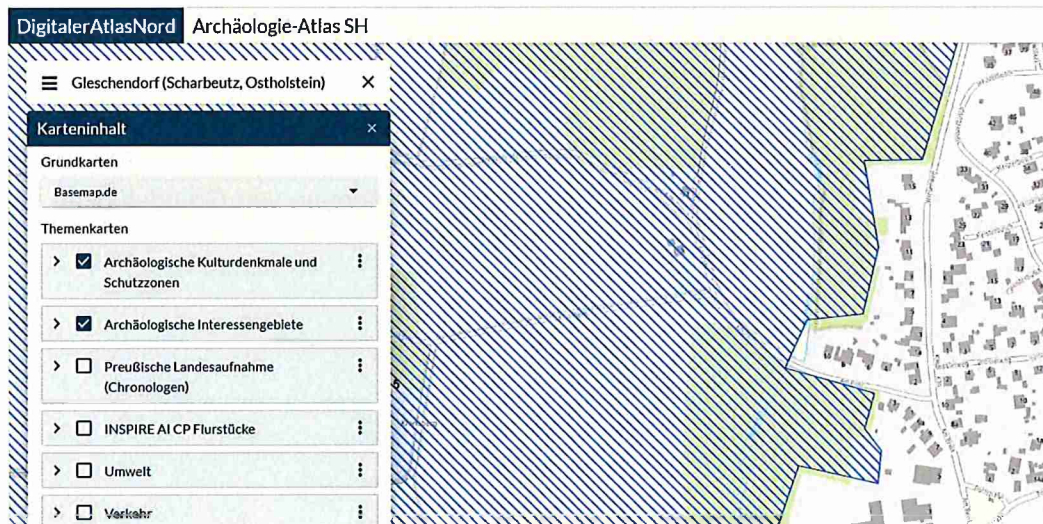 DigitalerAtlasNord Archäologie-Atlas SH
Gleschendorf (Scharbeutz, Ostholstein)
Karteninhalt
Grundkarten
Basemap.de
Themenkarten
Archäologische Kulturdenkmale und
Schutzzonen
Archäologische Interessengebiete
Preußische Landesaufnahme
(Chronologen)
INSPIRE AI CP Flurstücke
Umwelt
Verkehr